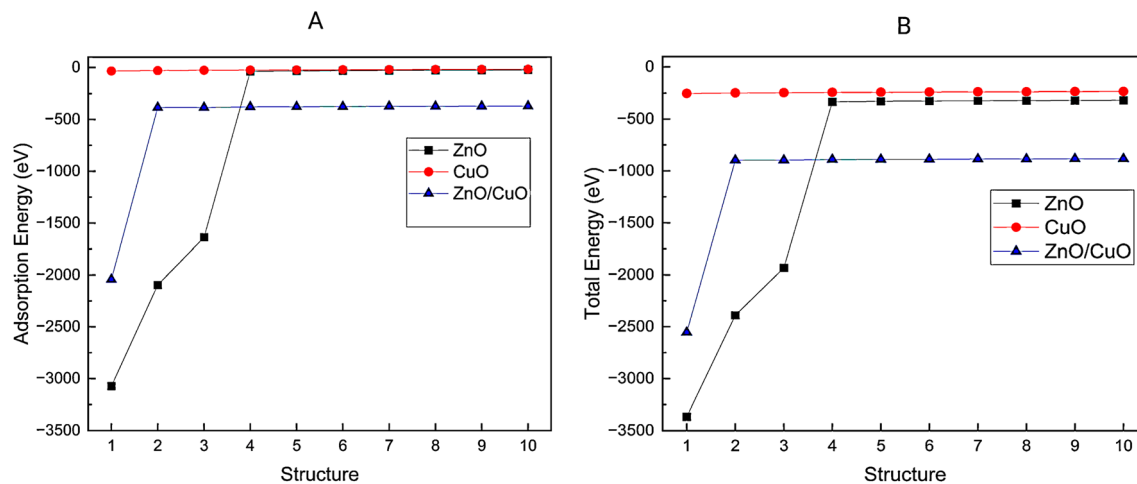 A
B
Adsorption Energy (eV)
0
−500
−1000
−1500
−2000
−2500
−3000
−3500
ZnO
CuO
ZnO/CuO
1 2 3 4 5 6 7 8 9 10
Structure
Total Energy (eV)
0
−500
−1000
−1500
−2000
−2500
−3000
−3500
ZnO
CuO
ZnO/CuO
1 2 3 4 5 6 7 8 9 10
Structure